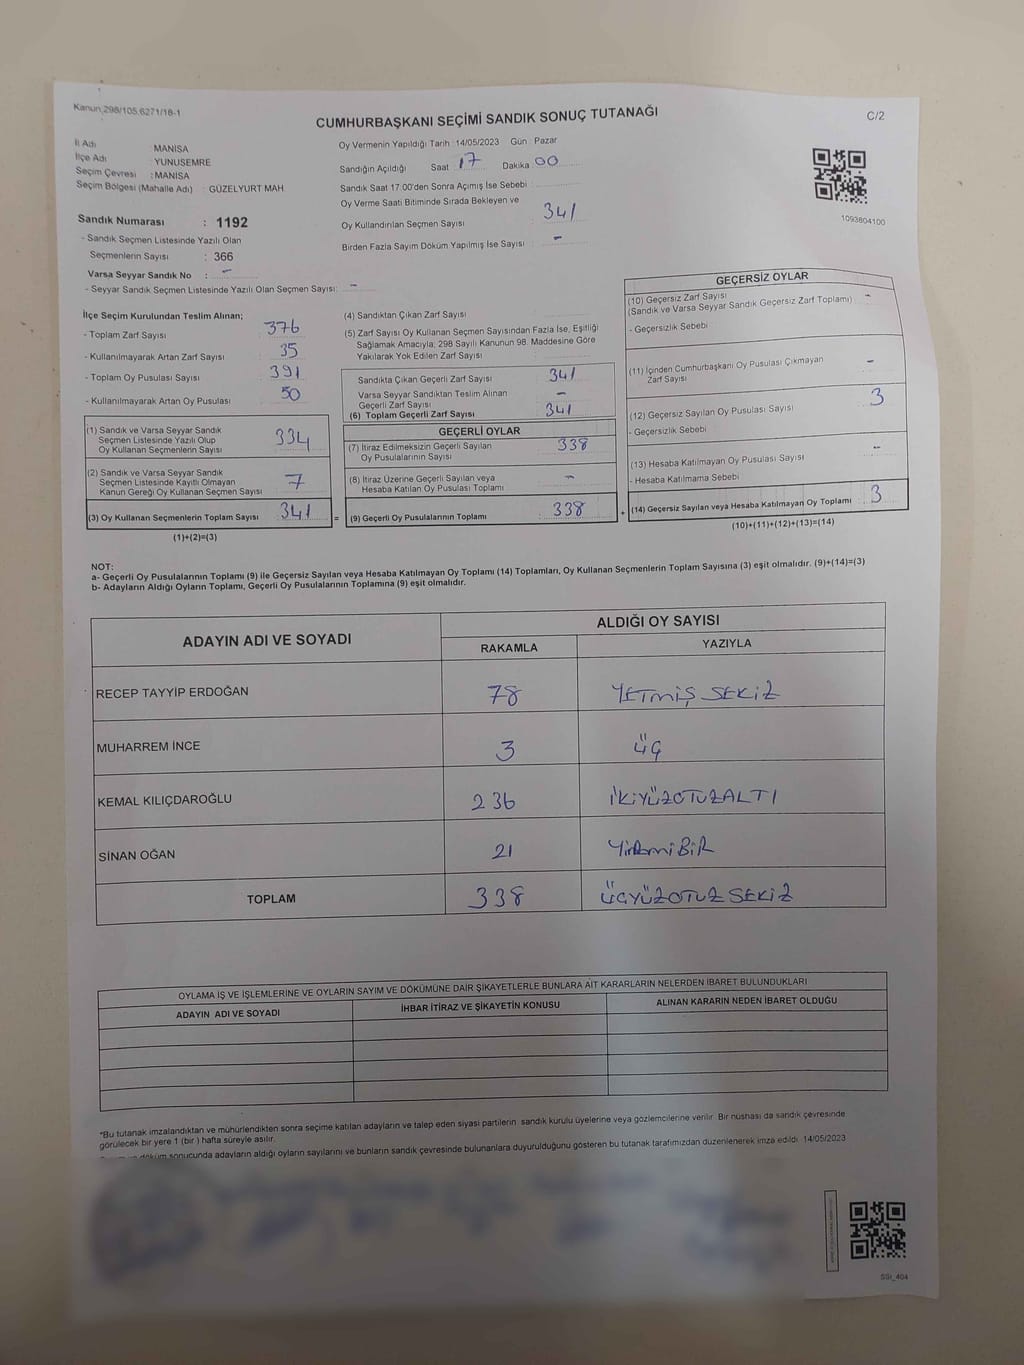 Kanun;298/105,6271/18-1
CUMHURBAŞKANI SEÇİMİ SANDIK SONUÇ TUTANAĞI
C/2
İl Adı : MANİSA
İlçe Adı : YUNUSEMRE
Seçim Çevresi : MANİSA
Seçim Bölgesi (Mahalle Adı) : GÜZELYURT MAH
Sandık Numarası : 1192
- Sandık Seçmen Listesinde Yazılı Olan
Seçmenlerin Sayısı : 366
Varsa Seyyar Sandık No : -
- Seyyar Sandık Seçmen Listesinde Yazılı Olan Seçmen Sayısı: -
Oy Vermenin Yapıldığı Tarih 14/05/2023 Gün Pazar
Sandığın Açıldığı Saat 17 Dakika 00
Sandık Saat 17.00'den Sonra Açımış İse Sebebi
Oy Verme Saati Bitiminde Sırada Bekleyen ve
Oy Kullandırılan Seçmen Sayısı 341
Birden Fazla Sayım Döküm Yapılmış İse Sayısı -
1093604100
İlçe Seçim Kurulundan Teslim Alınan;
- Toplam Zarf Sayısı 376
- Kullanılmayarak Artan Zarf Sayısı 35
- Toplam Oy Pusulası Sayısı 391
- Kullanılmayarak Artan Oy Pusulası 50
(1) Sandık ve Varsa Seyyar Sandık
Seçmen Listesinde Yazılı Olup
Oy Kullanan Seçmenlerin Sayısı 334
(2) Sandık ve Varsa Seyyar Sandık
Seçmen Listesinde Kayıtlı Olmayan
Kanun Gereği Oy Kullanan Seçmen Sayısı 7
(3) Oy Kullanan Seçmenlerin Toplam Sayısı 341
(1)+(2)=(3)
(4) Sandıktan Çıkan Zarf Sayısı
(5) Zarf Sayısı Oy Kullanan Seçmen Sayısından Fazla İse, Eşitliği
Sağlamak Amacıyla; 298 Sayılı Kanunun 98. Maddesine Göre
Yakılarak Yok Edilen Zarf Sayısı
Sandıkta Çıkan Geçerli Zarf Sayısı 341
Varsa Seyyar Sandıktan Teslim Alınan
Geçerli Zarf Sayısı -
(6) Toplam Geçerli Zarf Sayısı 341
GEÇERLİ OYLAR
(7) İtiraz Edilmeksizin Geçerli Sayılan
Oy Pusulalarının Sayısı 338
(8) İtiraz Üzerine Geçerli Sayılan veya
Hesaba Katılan Oy Pusulası Toplamı -
= (9) Geçerli Oy Pusulalarının Toplamı 338
GEÇERSİZ OYLAR
(10) Geçersiz Zarf Sayısı -
(Sandık ve Varsa Seyyar Sandık Geçersiz Zarf Toplamı)
- Geçersizlik Sebebi
(11) İçinden Cumhurbaşkanı Oy Pusulası Çıkmayan
Zarf Sayısı -
(12) Geçersiz Sayılan Oy Pusulası Sayısı 3
- Geçersizlik Sebebi
(13) Hesaba Katılmayan Oy Pusulası Sayısı -
- Hesaba Katılmama Sebebi
+ (14) Geçersiz Sayılan veya Hesaba Katılmayan Oy Toplamı 3
(10)+(11)+(12)+(13)=(14)
NOT:
a- Geçerli Oy Pusulalarının Toplamı (9) ile Geçersiz Sayılan veya Hesaba Katılmayan Oy Toplamı (14) Toplamları, Oy Kullanan Seçmenlerin Toplam Sayısına (3) eşit olmalıdır. (9)+(14)=(3)
b- Adayların Aldığı Oyların Toplamı, Geçerli Oy Pusulalarının Toplamına (9) eşit olmalıdır.
ADAYIN ADI VE SOYADI
ALDIĞI OY SAYISI
RAKAMLA YAZIYLA
RECEP TAYYİP ERDOĞAN 78 YETMİŞ SEKİZ
MUHARREM İNCE 3 ÜÇ
KEMAL KILIÇDAROĞLU 236 İKİYÜZOTUZALTI
SİNAN OĞAN 21 YİRMİBİR
TOPLAM 338 ÜÇYÜZOTUZSEKİZ
OYLAMA İŞ VE İŞLEMLERİNE VE OYLARIN SAYIM VE DÖKÜMÜNE DAİR ŞİKAYETLERLE BUNLARA AİT KARARLARIN NELERDEN İBARET BULUNDUKLARI
ADAYIN ADI VE SOYADI İHBAR İTİRAZ VE ŞİKAYETİN KONUSU ALINAN KARARIN NEDEN İBARET OLDUĞU
*Bu tutanak imzalandıktan ve mühürlendikten sonra seçime katılan adayların ve talep eden siyasi partilerin sandık kurulu üyelerine veya gözlemcilerine verilir. Bir nushası da sandık çevresinde
görülecek bir yere 1 (bir ) hafta süreyle asılır.
döküm sonucunda adayların aldığı oyların sayılarını ve bunların sandık çevresinde bulunanlara duyurulduğunu gösteren bu tutanak tarafımızdan düzenlenerek imza edildi. 14/05/2023
SSI_404